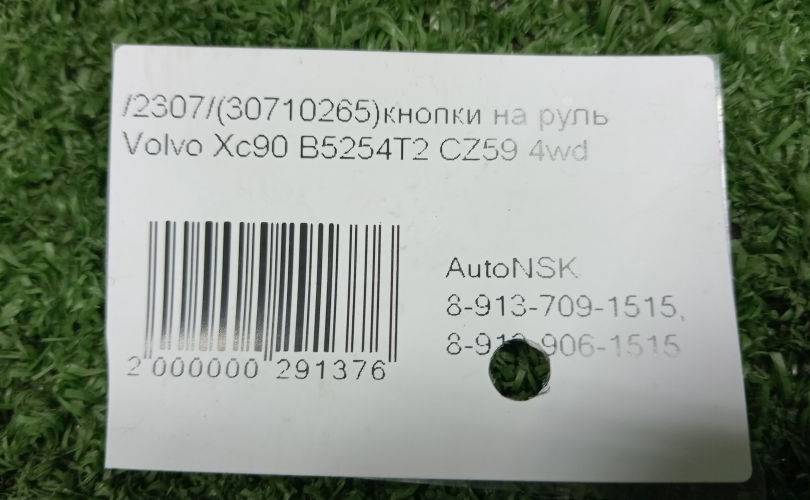 /2307/(30710265)кнопки на руль
Volvo Xc90 B5254T2 CZ59 4wd
AutoNSK
8-913-709-1515,
2 000000 291376